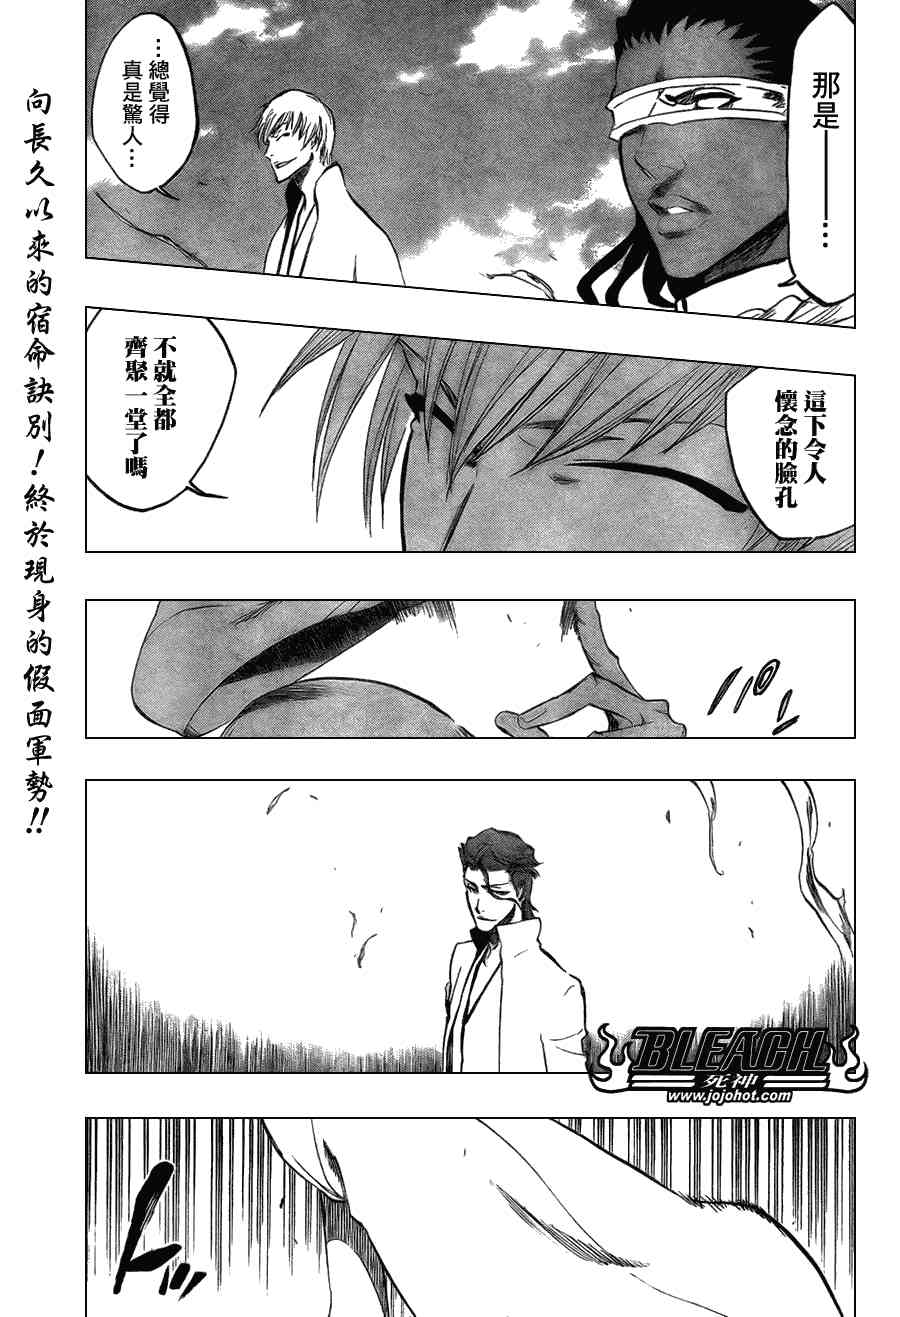 那是——…
…總覺得
真是驚人…
這下令人
懷念的臉孔
不就全都
齊聚一堂了嗎
向長久以來的宿命訣別!終於現身的假面軍勢!!
BLEACH
死神
www.jojohot.com
ドッ